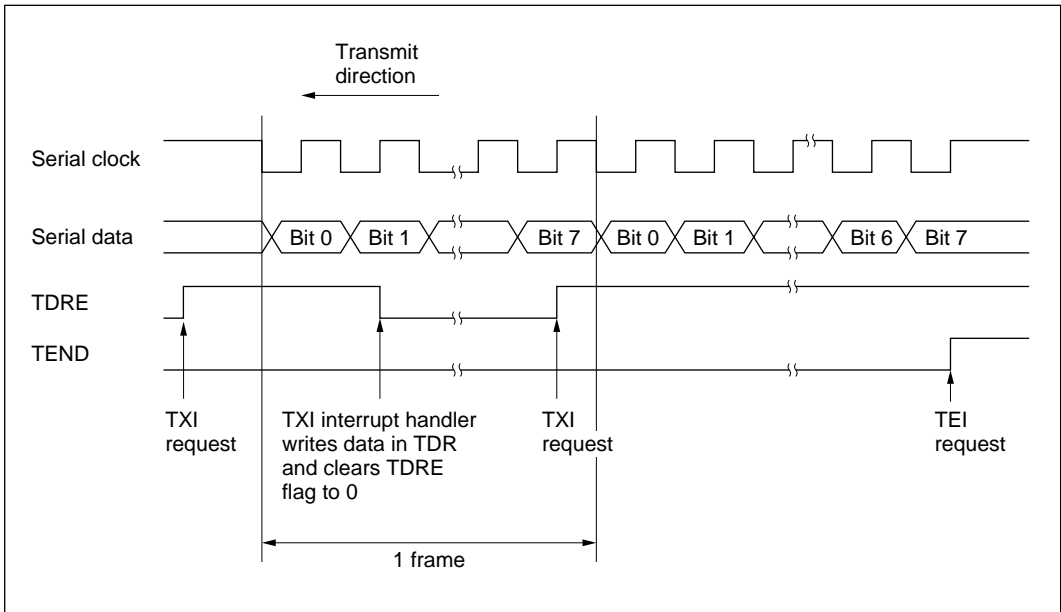 Transmit
direction
Serial clock
Serial data
Bit 0
Bit 1
Bit 7
Bit 0
Bit 1
Bit 6
Bit 7
TDRE
TEND
TXI
request
TXI interrupt handler
writes data in TDR
and clears TDRE
flag to 0
TXI
request
TEI
request
1 frame